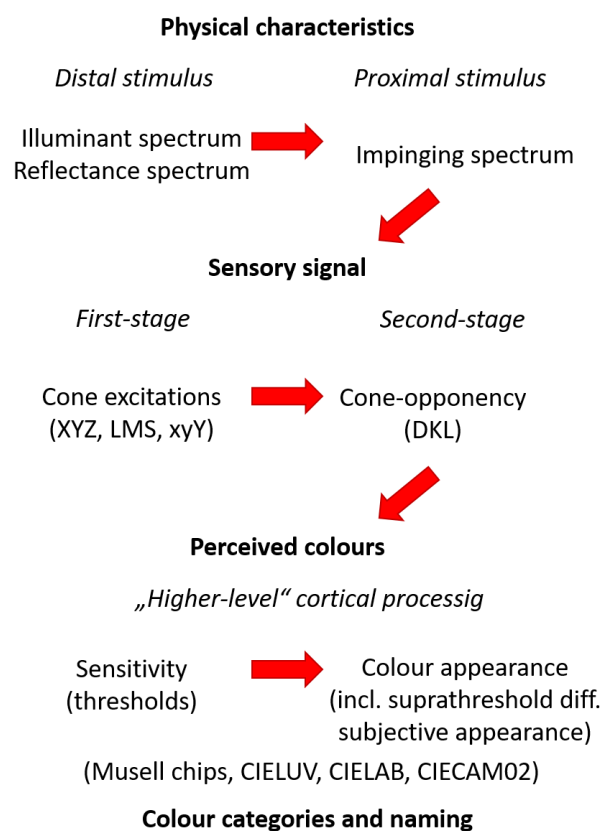 Physical characteristics
Distal stimulus
Proximal stimulus
Illuminant spectrum
Reflectance spectrum
Impinging spectrum
Sensory signal
First-stage
Second-stage
Cone excitations
(XYZ, LMS, xyY)
Cone-opponency
(DKL)
Perceived colours
„Higher-level“ cortical processig
Sensitivity
(thresholds)
Colour appearance
(incl. suprathreshold diff.
subjective appearance)
(Musell chips, CIELUV, CIELAB, CIECAM02)
Colour categories and naming